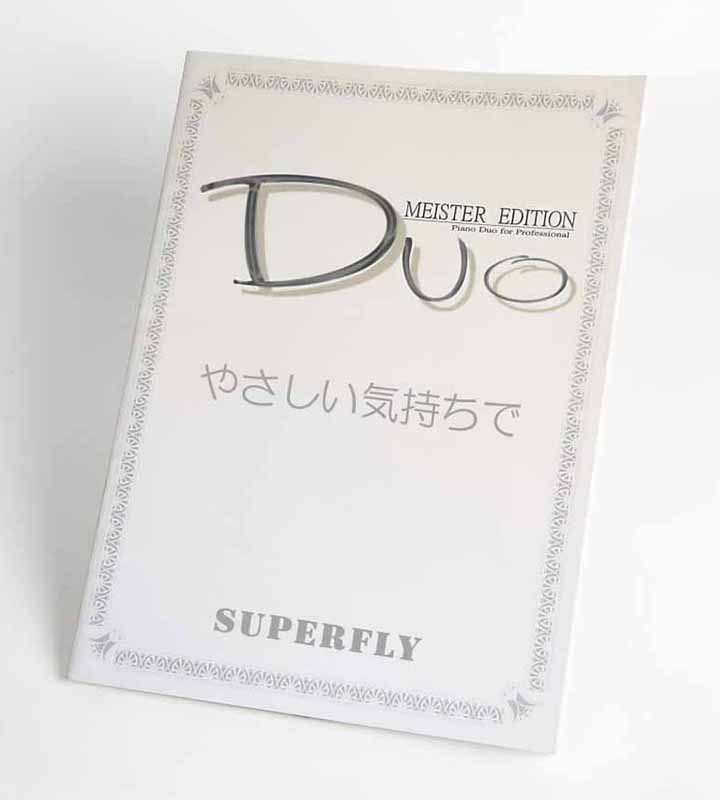 Duo
MEISTER EDITION
Piano Duo for Professional
やさしい気持ちで
SUPERFLY